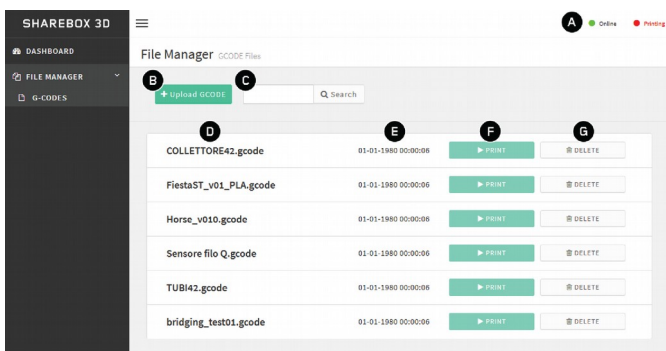 SHAREBOX 3D
A Online Printing
DASHBOARD
File Manager GCODE Files
FILE MANAGER
G-CODES
B C
+ Upload GCODE Search
D E F G
COLLETTORE42.gcode 01-01-1980 00:00:06 PRINT DELETE
FiestaST_v01_PLA.gcode 01-01-1980 00:00:06 PRINT DELETE
Horse_v010.gcode 01-01-1980 00:00:06 PRINT DELETE
Sensore filo Q.gcode 01-01-1980 00:00:06 PRINT DELETE
TUBI42.gcode 01-01-1980 00:00:06 PRINT DELETE
bridging_test01.gcode 01-01-1980 00:00:06 PRINT DELETE